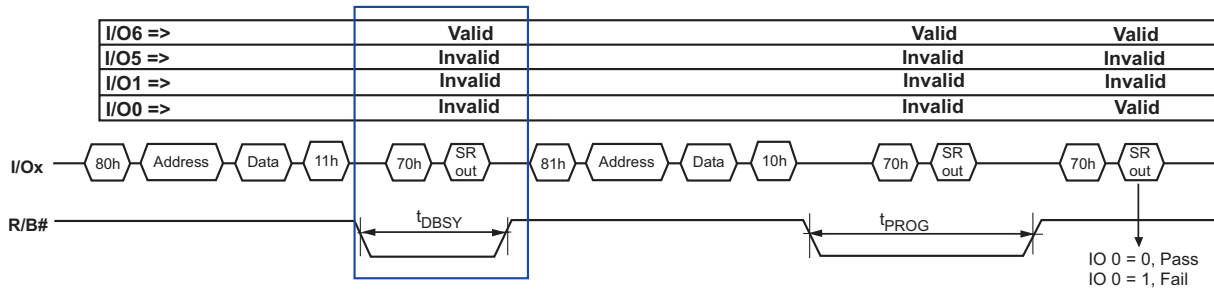 I/O6 => Valid Valid Valid
I/O5 => Invalid Invalid Invalid
I/O1 => Invalid Invalid Invalid
I/O0 => Invalid Invalid Valid
I/Ox 80h Address Data 11h 70h SR out 81h Address Data 10h 70h SR out 70h SR out
R/B# tDBSY tPROG
IO 0 = 0, Pass
IO 0 = 1, Fail